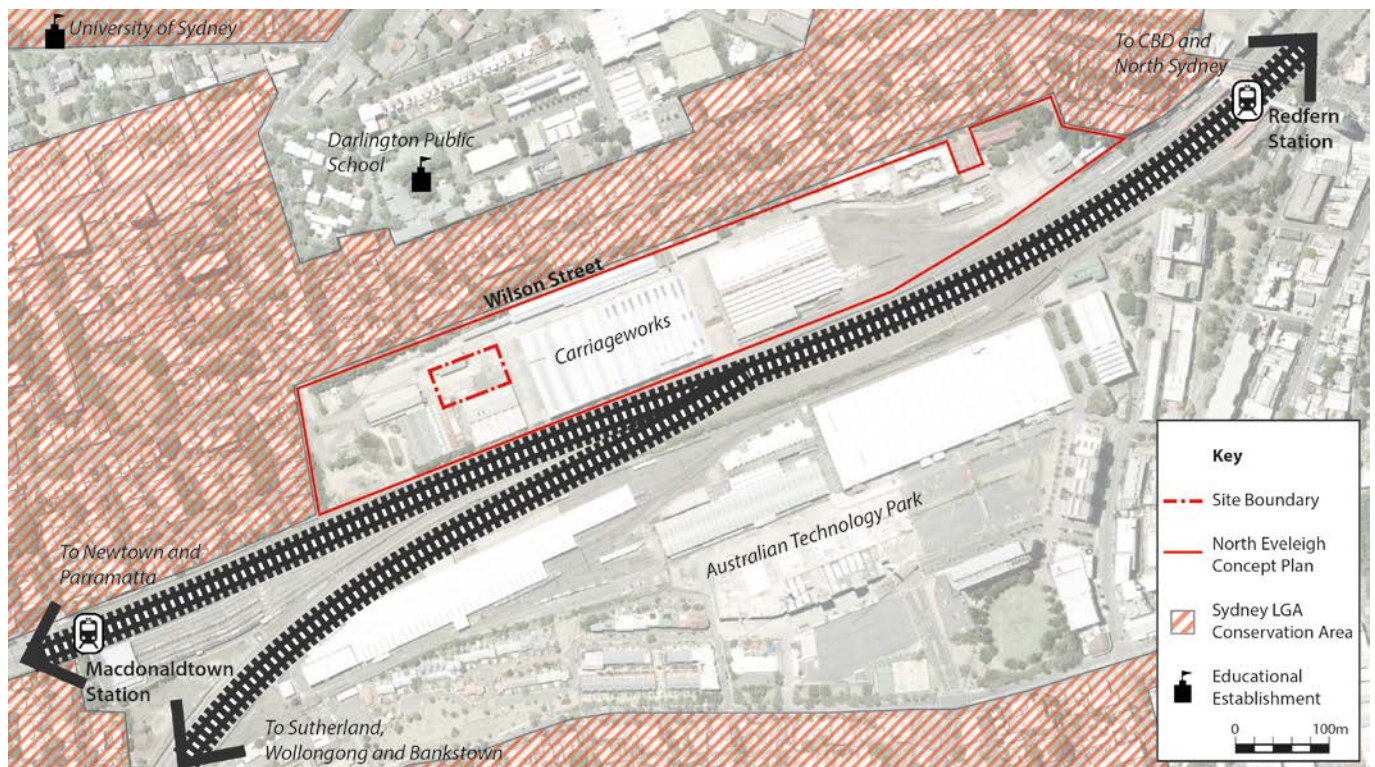 University of Sydney
To CBD and
North Sydney
Redfern
Station
Darlington Public
School
Wilson Street
Carriageworks
Australian Technology Park
To Newtown and
Parramatta
Macdonaldtown
Station
To Sutherland,
Wollongong and Bankstown
Key
Site Boundary
North Eveleigh
Concept Plan
Sydney LGA
Conservation Area
Educational
Establishment
0 100m